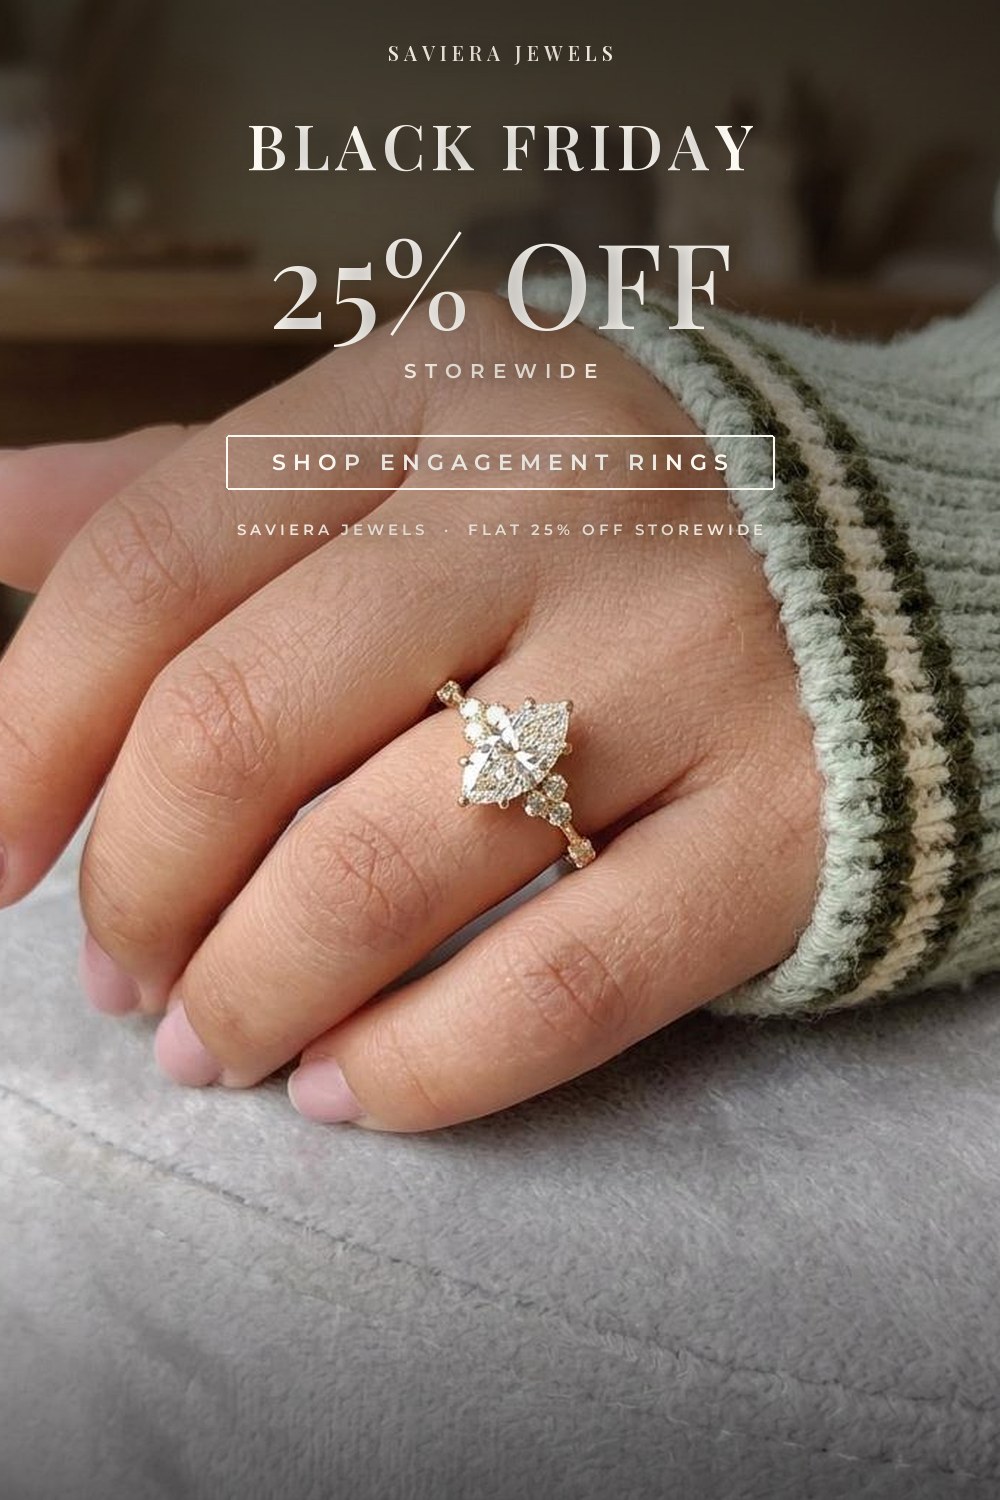 SAVIERA JEWELS
BLACK FRIDAY
25% OFF
STOREWIDE
SHOP ENGAGEMENT RINGS
SAVIERA JEWELS · FLAT 25% OFF STOREWIDE